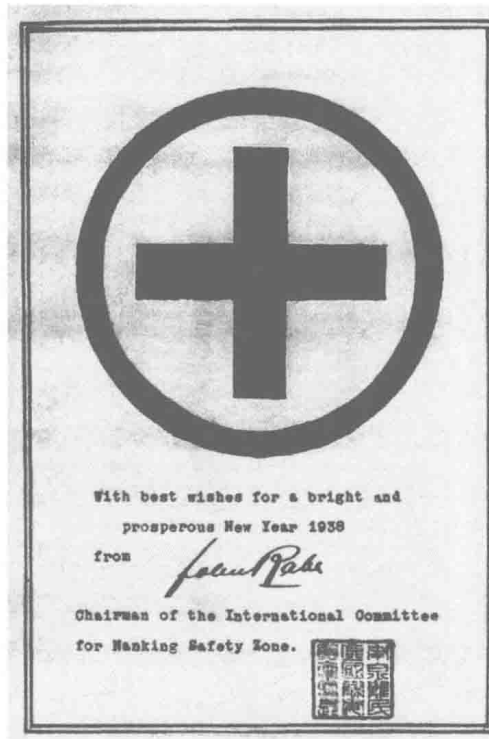 With best wishes for a bright and
prosperous New Year 1938
from John Rabe
Chairman of the International Committee
for Nanking Safety Zone.